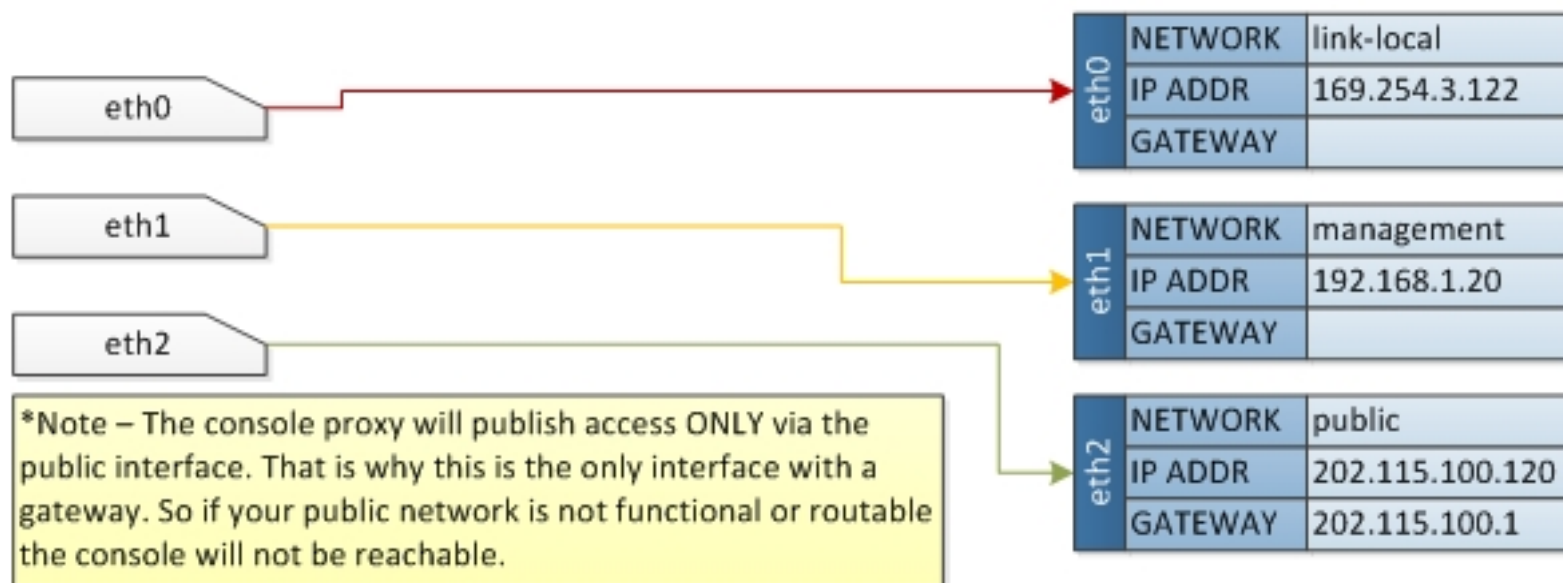 eth0
eth0
NETWORK link-local
IP ADDR 169.254.3.122
GATEWAY
eth1
eth1
NETWORK management
IP ADDR 192.168.1.20
GATEWAY
eth2
eth2
NETWORK public
IP ADDR 202.115.100.120
GATEWAY 202.115.100.1
*Note – The console proxy will publish access ONLY via the
public interface. That is why this is the only interface with a
gateway. So if your public network is not functional or routable
the console will not be reachable.